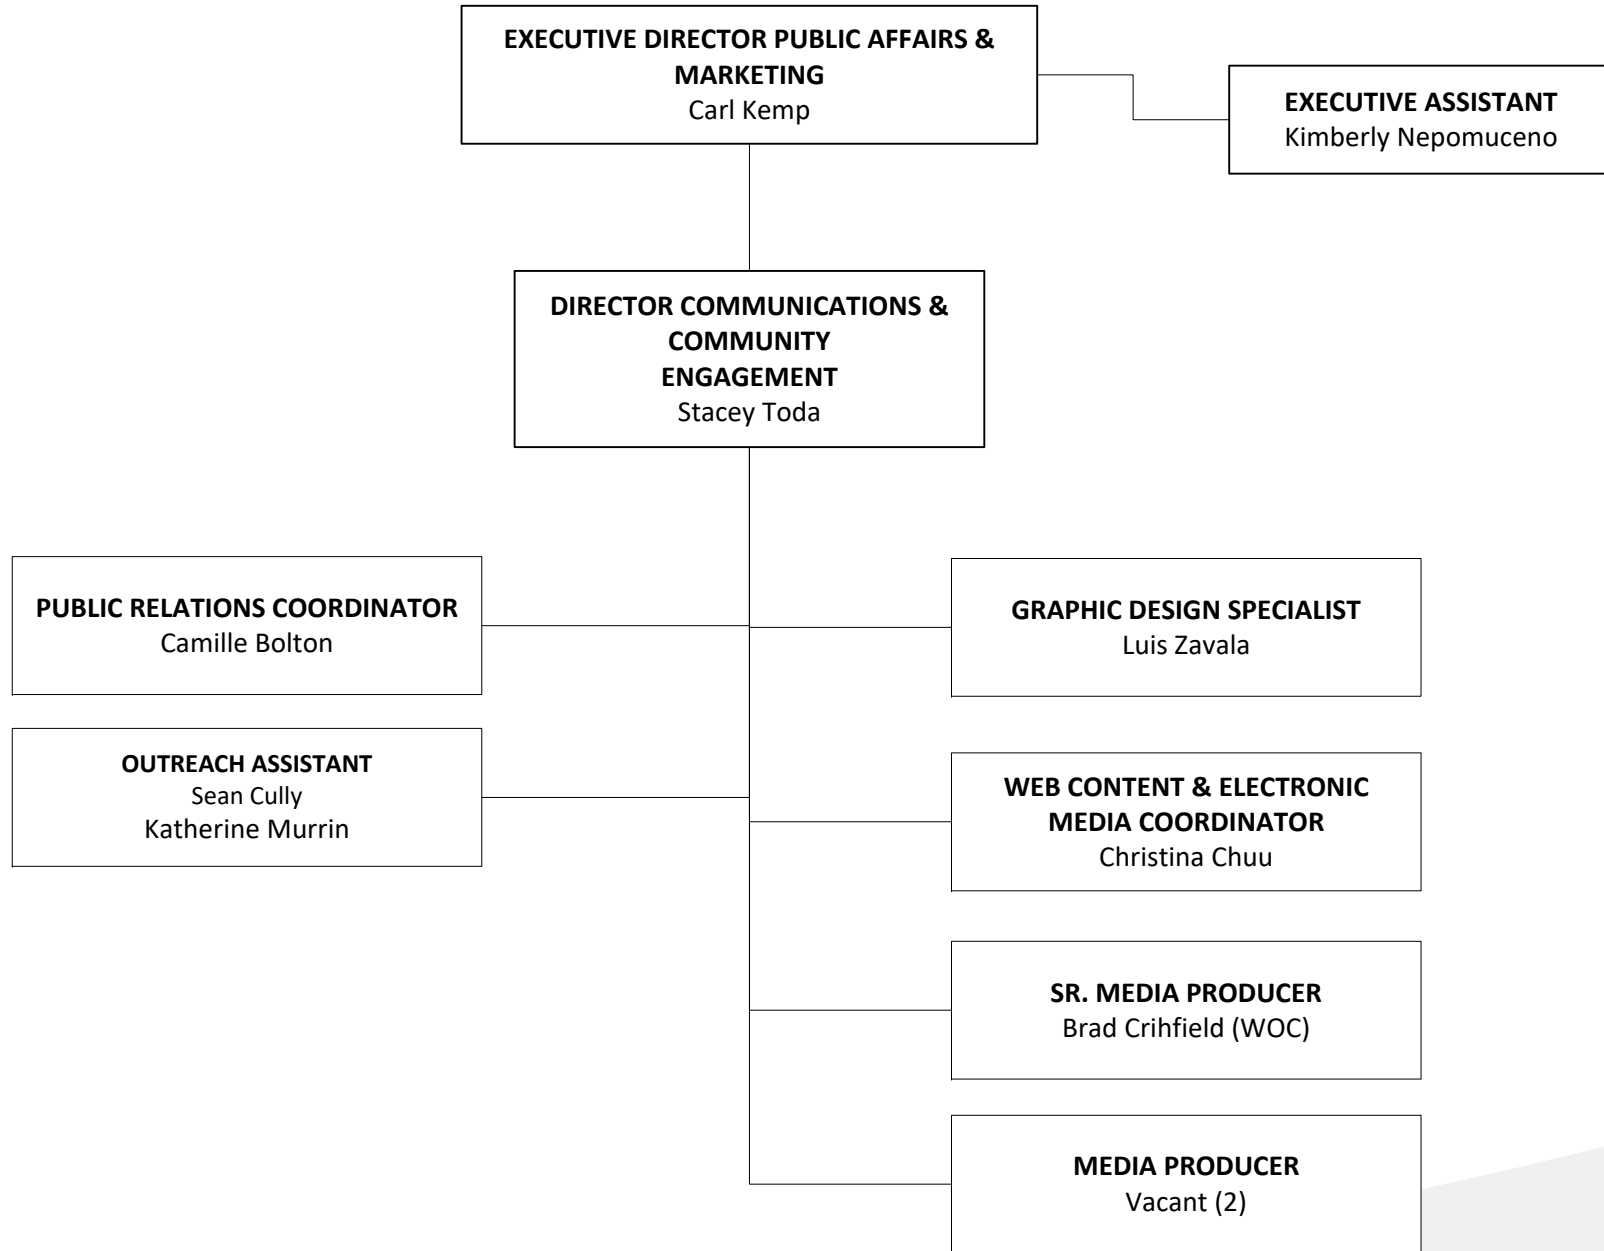 EXECUTIVE DIRECTOR PUBLIC AFFAIRS &
MARKETING
Carl Kemp
EXECUTIVE ASSISTANT
Kimberly Nepomuceno
DIRECTOR COMMUNICATIONS &
COMMUNITY
ENGAGEMENT
Stacey Toda
PUBLIC RELATIONS COORDINATOR
Camille Bolton
GRAPHIC DESIGN SPECIALIST
Luis Zavala
OUTREACH ASSISTANT
Sean Cully
Katherine Murrin
WEB CONTENT & ELECTRONIC
MEDIA COORDINATOR
Christina Chuu
SR. MEDIA PRODUCER
Brad Crihfield (WOC)
MEDIA PRODUCER
Vacant (2)